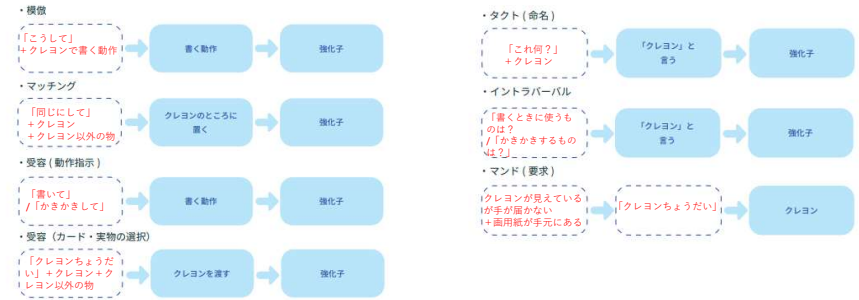 ・模倣
「こうして」
＋クレヨンで書く動作
書く動作
強化子
・マッチング
「同じにして」
＋クレヨン
＋クレヨン以外の物
クレヨンのところに
置く
強化子
・受容 ( 動作指示 )
「書いて」
/「かきかきして」
書く動作
強化子
・受容（カード・実物の選択）
「クレヨンちょうだ
い」＋クレヨン＋ク
レヨン以外の物
クレヨンを渡す
強化子
・タクト ( 命名 )
「これ何？」
＋クレヨン
「クレヨン」と
言う
強化子
・イントラバーバル
「書くときに使うも
のは？
/「かきかきするもの
は？」
「クレヨン」と
言う
強化子
・マンド ( 要求 )
クレヨンが見えている
が手が届かない
＋画用紙が手元にある
「クレヨンちょうだい」
クレヨン